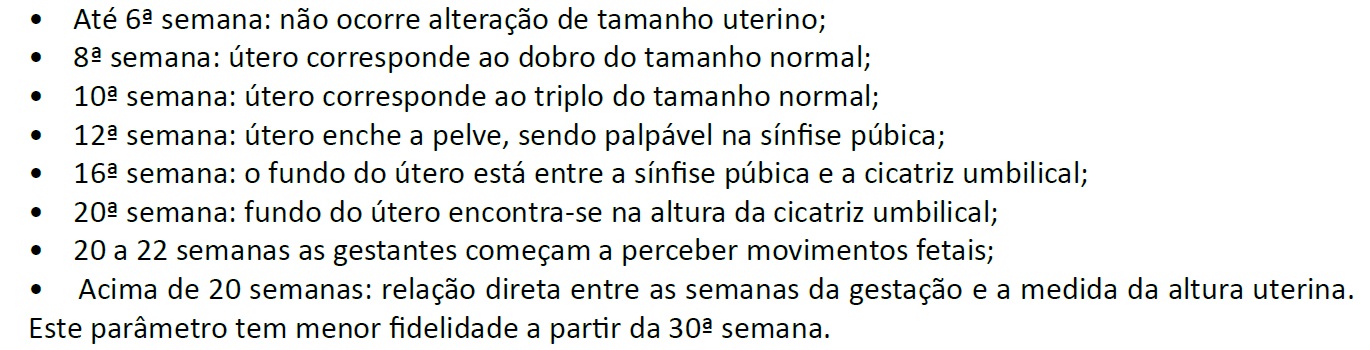 • Até 6ª semana: não ocorre alteração de tamanho uterino;
• 8ª semana: útero corresponde ao dobro do tamanho normal;
• 10ª semana: útero corresponde ao triplo do tamanho normal;
• 12ª semana: útero enche a pelve, sendo palpável na sínfise púbica;
• 16ª semana: o fundo do útero está entre a sínfise púbica e a cicatriz umbilical;
• 20ª semana: fundo do útero encontra-se na altura da cicatriz umbilical;
• 20 a 22 semanas as gestantes começam a perceber movimentos fetais;
• Acima de 20 semanas: relação direta entre as semanas da gestação e a medida da altura uterina.
Este parâmetro tem menor fidelidade a partir da 30ª semana.